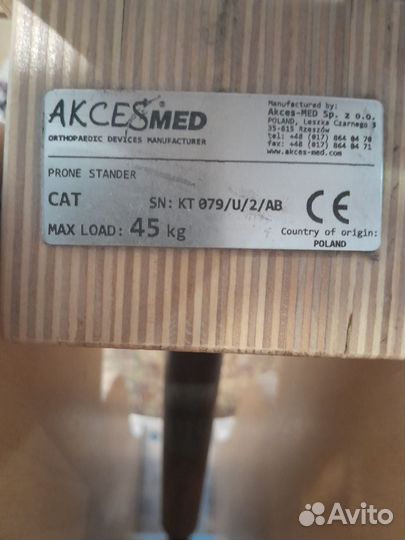 AKCESMED®
ORTHOPAEDIC DEVICES MANUFACTURER
Manufactured by:
Akces-MED Sp. z o.o.
POLAND, Leszka Czarnego 3
35-615 Rzeszów
tel: +48 (017) 864 04 70
fax: +48 (017) 864 04 71
www.akces-med.com
PRONE STANDER
CAT
SN: KT 079/U/2/AB
CE
MAX LOAD: 45 kg
Country of origin:
POLAND
Avito